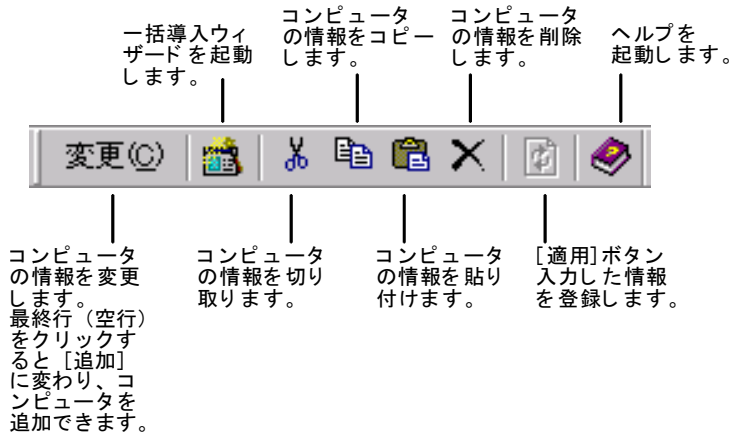 一括導入ウィ
ザードを起動
します。
コンピュータ
の情報をコピー
します。
コンピュータ
の情報を削除
します。
ヘルプを
起動します。
変更(C)
コンピュータ
の情報を変更
します。
最終行（空行）
をクリックす
ると［追加］
に変わり、コ
ンピュータを
追加できます。
コンピュータ
の情報を切り
取ります。
コンピュータ
の情報を貼り
付けます。
［適用］ボタン
入力した情報
を登録します。